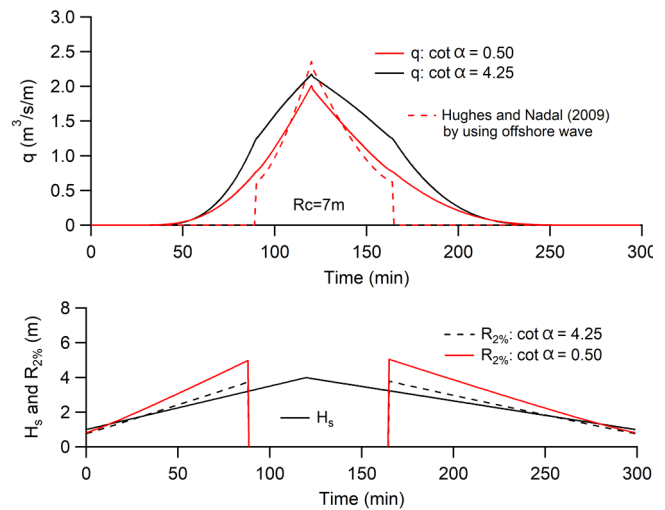 3.0
2.5
2.0
1.5
1.0
0.5
0.0
q (m³/s/m)
q: cot α = 0.50
q: cot α = 4.25
Hughes and Nadal (2009)
by using offshore wave
Rc=7m
0 50 100 150 200 250 300
Time (min)
8
6
4
2
0
Hₛ and R₂% (m)
R₂%: cot α = 4.25
R₂%: cot α = 0.50
Hₛ
0 50 100 150 200 250 300
Time (min)